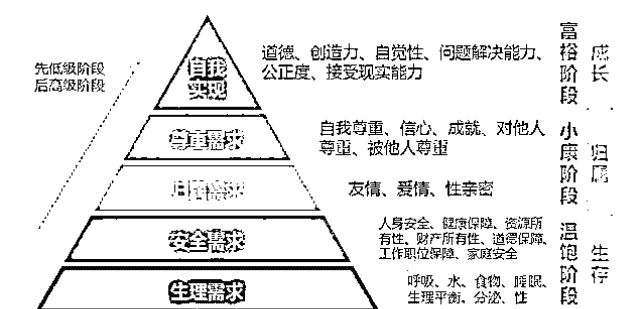 先低级阶段
后高级阶段
自我
实现
道德、创造力、自觉性、问题解决能力、
公正度、接受现实能力
尊重需求
自我尊重、信心、成就、对他人
尊重、被他人尊重
归属需求
友情、爱情、性亲密
安全需求
人身安全、健康保障、资源所
有性、财产所有性、道德保障、
工作职位保障、家庭安全
生理需求
呼吸、水、食物、睡眠、
生理平衡、分泌、性
富裕阶段
成长
小康阶段
归属
温饱阶段
生存